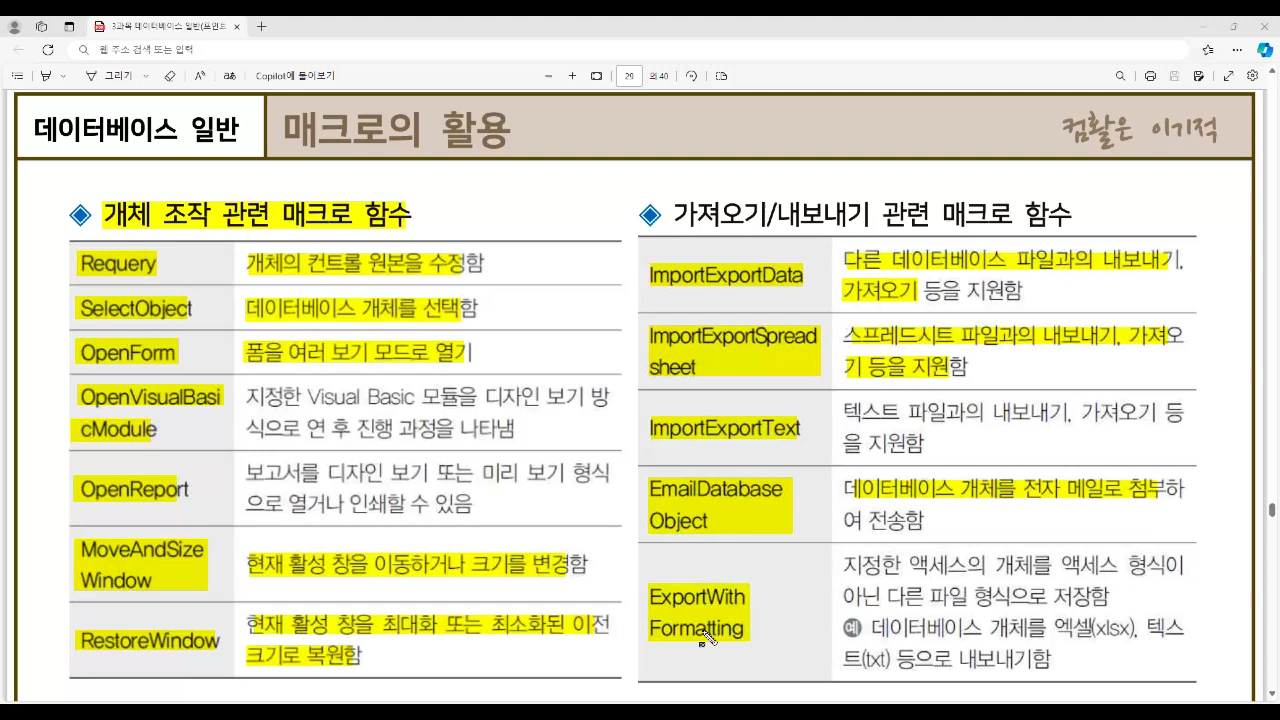 3과목 데이터베이스 일반(포인트
웹 주소 검색 또는 입력
그리기
Copilot에 물어보기
29
의 40
데이터베이스 일반
매크로의 활용
컴활은 이기적
개체 조작 관련 매크로 함수
Requery
개체의 컨트롤 원본을 수정함
SelectObject
데이터베이스 개체를 선택함
OpenForm
폼을 여러 보기 모드로 열기
OpenVisualBasi
cModule
지정한 Visual Basic 모듈을 디자인 보기 방
식으로 연 후 진행 과정을 나타냄
OpenReport
보고서를 디자인 보기 또는 미리 보기 형식
으로 열거나 인쇄할 수 있음
MoveAndSize
Window
현재 활성 창을 이동하거나 크기를 변경함
RestoreWindow
현재 활성 창을 최대화 또는 최소화된 이전
크기로 복원함
가져오기/내보내기 관련 매크로 함수
ImportExportData
다른 데이터베이스 파일과의 내보내기,
가져오기 등을 지원함
ImportExportSpread
sheet
스프레드시트 파일과의 내보내기, 가져오
기 등을 지원함
ImportExportText
텍스트 파일과의 내보내기, 가져오기 등
을 지원함
EmailDatabase
Object
데이터베이스 개체를 전자 메일로 첨부하
여 전송함
ExportWith
Formatting
지정한 액세스의 개체를 액세스 형식이
아닌 다른 파일 형식으로 저장함
예 데이터베이스 개체를 엑셀(xlsx), 텍스
트(txt) 등으로 내보내기함